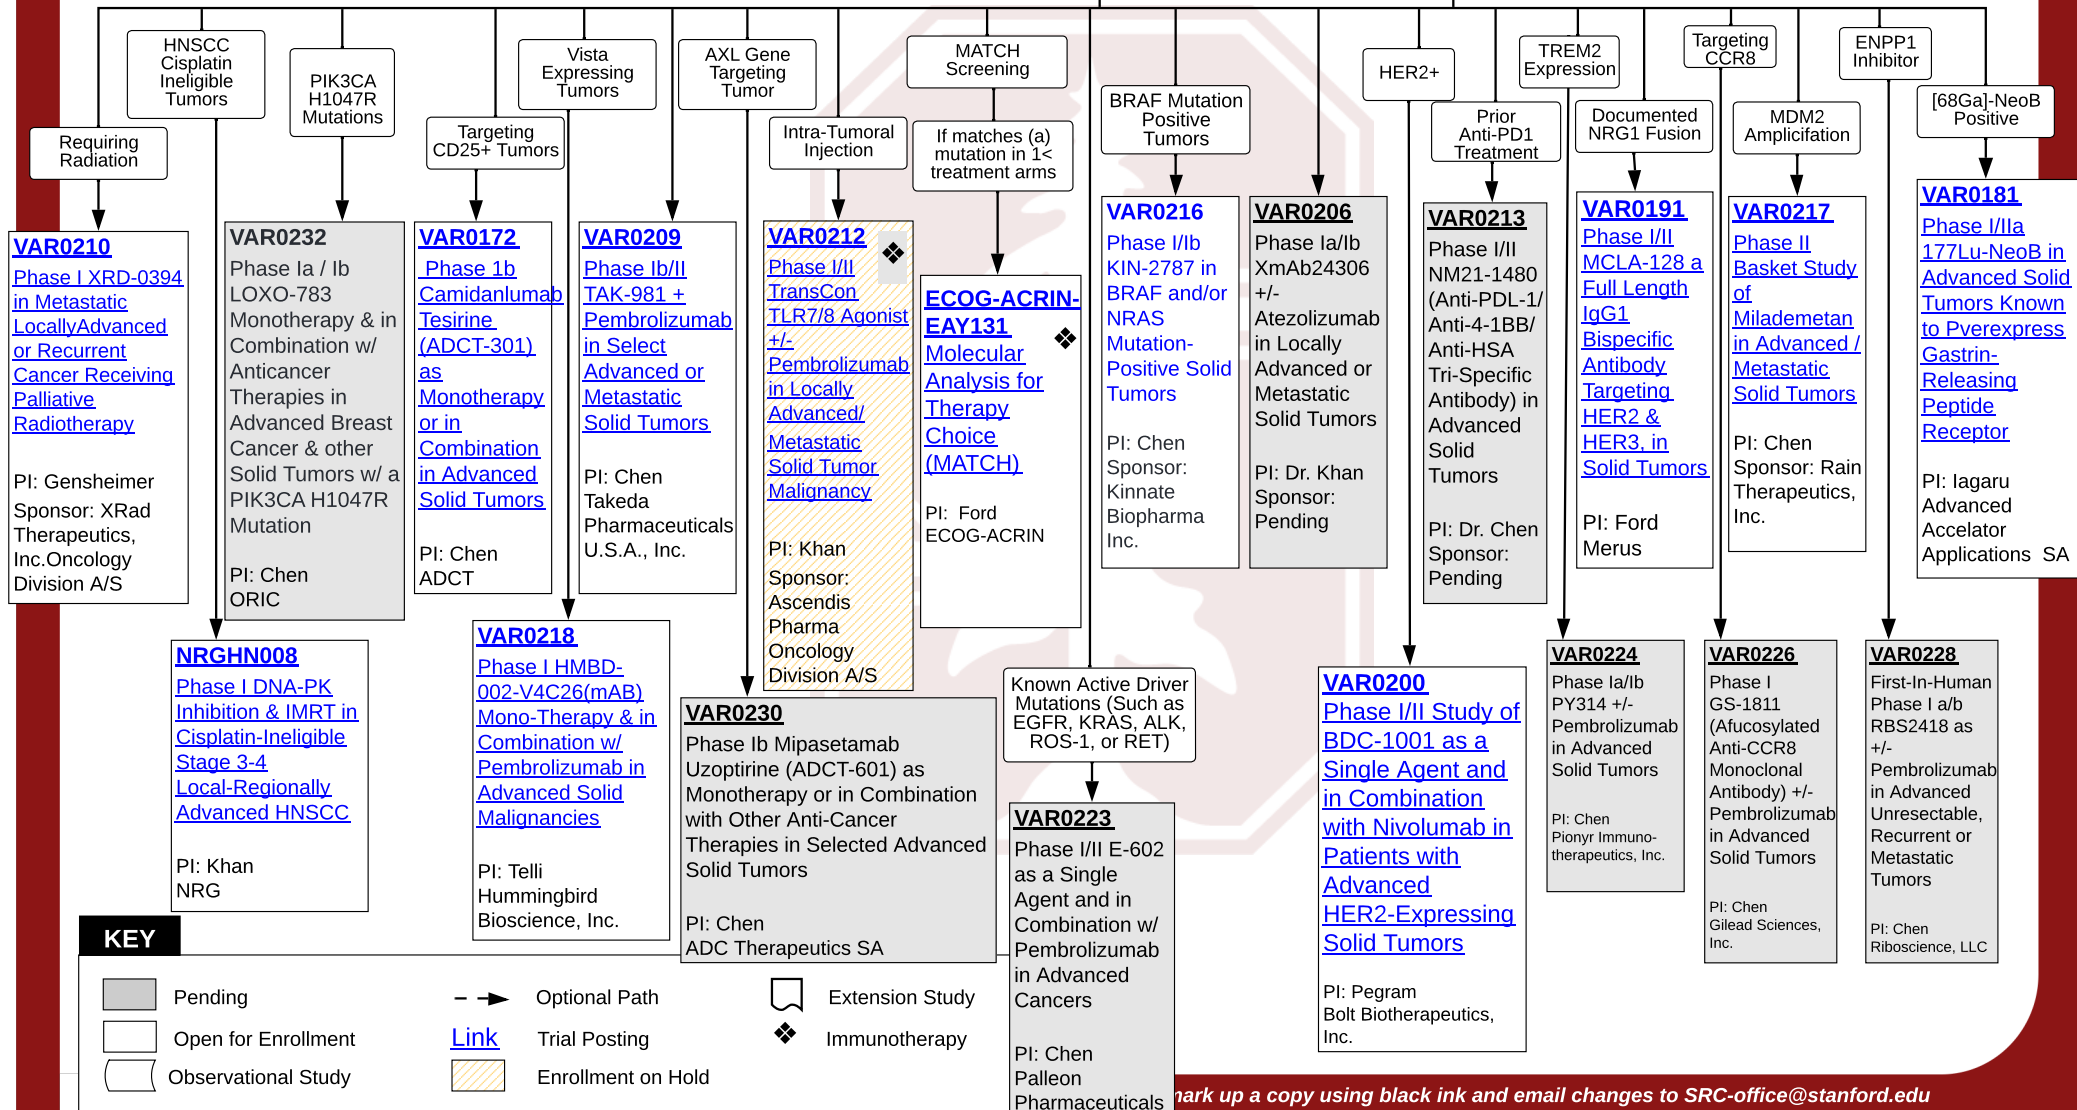 HNSCC
Cisplatin
Ineligible
Tumors
PIK3CA
H1047R
Mutations
Vista
Expressing
Tumors
AXL Gene
Targeting
Tumor
MATCH
Screening
BRAF Mutation
Positive
Tumors
HER2+
TREM2
Expression
Targeting
CCR8
ENPP1
Inhibitor
[68Ga]-NeoB
Positive
Requiring
Radiation
Targeting
CD25+ Tumors
Intra-Tumoral
Injection
If matches (a)
mutation in 1<
treatment arms
Prior
Anti-PD1
Treatment
Documented
NRG1 Fusion
MDM2
Amplicifation
VAR0210
Phase I XRD-0394
in Metastatic
LocallyAdvanced
or Recurrent
Cancer Receiving
Palliative
Radiotherapy
PI: Gensheimer
Sponsor: XRad
Therapeutics,
Inc.Oncology
Division A/S
VAR0232
Phase Ia / Ib
LOXO-783
Monotherapy & in
Combination w/
Anticancer
Therapies in
Advanced Breast
Cancer & other
Solid Tumors w/ a
PIK3CA H1047R
Mutation
PI: Chen
ORIC
VAR0172
Phase 1b
Camidanlumab
Tesirine
(ADCT-301)
as
Monotherapy
or in
Combination
in Advanced
Solid Tumors
PI: Chen
ADCT
VAR0209
Phase Ib/II
TAK-981 +
Pembrolizumab
in Select
Advanced or
Metastatic
Solid Tumors
PI: Chen
Takeda
Pharmaceuticals
U.S.A., Inc.
VAR0212
❖
Phase I/II
TransCon
TLR7/8 Agonist
+/-
Pembrolizumab
in Locally
Advanced/
Metastatic
Solid Tumor
Malignancy
PI: Khan
Sponsor:
Ascendis
Pharma
Oncology
Division A/S
ECOG-ACRIN-
EAY131
❖
Molecular
Analysis for
Therapy
Choice
(MATCH)
PI: Ford
ECOG-ACRIN
VAR0216
Phase I/Ib
KIN-2787 in
BRAF and/or
NRAS
Mutation-
Positive Solid
Tumors
PI: Chen
Sponsor:
Kinnate
Biopharma
Inc.
VAR0206
Phase Ia/Ib
XmAb24306
+/-
Atezolizumab
in Locally
Advanced or
Metastatic
Solid Tumors
PI: Dr. Khan
Sponsor:
Pending
VAR0213
Phase I/II
NM21-1480
(Anti-PDL-1/
Anti-4-1BB/
Anti-HSA
Tri-Specific
Antibody) in
Advanced
Solid
Tumors
PI: Dr. Chen
Sponsor:
Pending
VAR0191
Phase I/II
MCLA-128 a
Full Length
IgG1
Bispecific
Antibody
Targeting
HER2 &
HER3, in
Solid Tumors
PI: Ford
Merus
VAR0217
Phase II
Basket Study
of
Milademetan
in Advanced /
Metastatic
Solid Tumors
PI: Chen
Sponsor: Rain
Therapeutics,
Inc.
VAR0181
Phase I/IIa
177Lu-NeoB in
Advanced Solid
Tumors Known
to Pverexpress
Gastrin-
Releasing
Peptide
Receptor
PI: Iagaru
Advanced
Accelator
Applications SA
NRGHN008
Phase I DNA-PK
Inhibition & IMRT in
Cisplatin-Ineligible
Stage 3-4
Local-Regionally
Advanced HNSCC
PI: Khan
NRG
VAR0218
Phase I HMBD-
002-V4C26(mAB)
Mono-Therapy & in
Combination w/
Pembrolizumab in
Advanced Solid
Malignancies
PI: Telli
Hummingbird
Bioscience, Inc.
VAR0230
Phase Ib Mipasetamab
Uzoptirine (ADCT-601) as
Monotherapy or in Combination
with Other Anti-Cancer
Therapies in Selected Advanced
Solid Tumors
PI: Chen
ADC Therapeutics SA
Known Active Driver
Mutations (Such as
EGFR, KRAS, ALK,
ROS-1, or RET)
VAR0223
Phase I/II E-602
as a Single
Agent and in
Combination w/
Pembrolizumab
in Advanced
Cancers
PI: Chen
Palleon
Pharmaceuticals
VAR0200
Phase I/II Study of
BDC-1001 as a
Single Agent and
in Combination
with Nivolumab in
Patients with
Advanced
HER2-Expressing
Solid Tumors
PI: Pegram
Bolt Biotherapeutics,
Inc.
VAR0224
Phase Ia/Ib
PY314 +/-
Pembrolizumab
in Advanced
Solid Tumors
PI: Chen
Pionyr Immuno-
therapeutics, Inc.
VAR0226
Phase I
GS-1811
(Afucosylated
Anti-CCR8
Monoclonal
Antibody) +/-
Pembrolizumab
in Advanced
Solid Tumors
PI: Chen
Gilead Sciences,
Inc.
VAR0228
First-In-Human
Phase I a/b
RBS2418 as
+/-
Pembrolizumab
in Advanced
Unresectable,
Recurrent or
Metastatic
Tumors
PI: Chen
Riboscience, LLC
KEY
Pending
Optional Path
Extension Study
Open for Enrollment
Link Trial Posting
❖ Immunotherapy
Observational Study
Enrollment on Hold
mark up a copy using black ink and email changes to SRC-office@stanford.edu